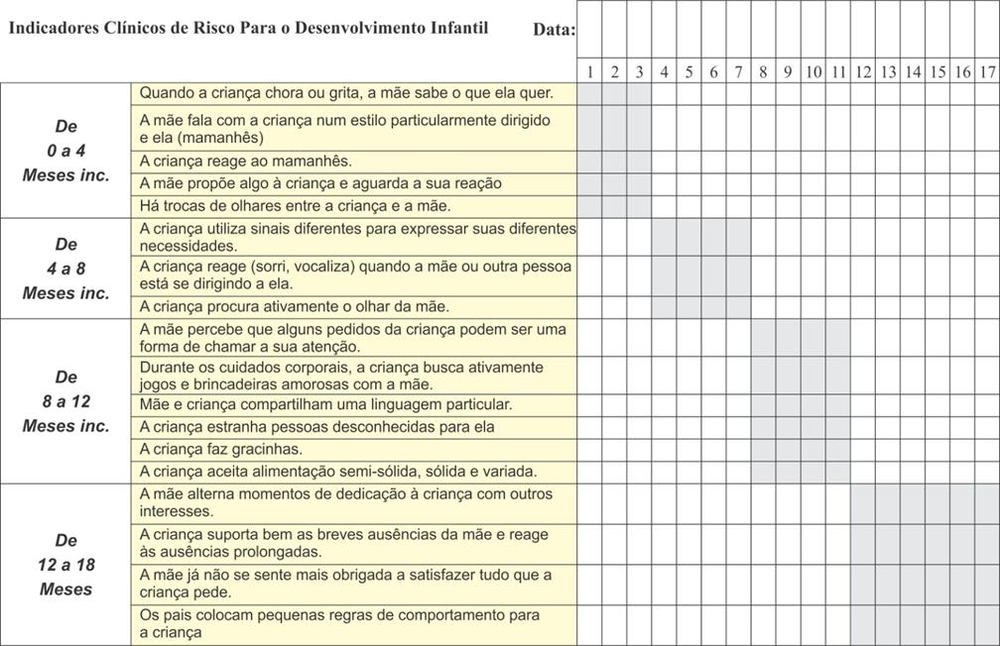 Indicadores Clínicos de Risco Para o Desenvolvimento Infantil
Data:
1 2 3 4 5 6 7 8 9 10 11 12 13 14 15 16 17
De
0 a 4
Meses inc.
Quando a criança chora ou grita, a mãe sabe o que ela quer.
A mãe fala com a criança num estilo particularmente dirigido
e ela (mamanhês)
A criança reage ao mamanhês.
A mãe propõe algo à criança e aguarda a sua reação
Há trocas de olhares entre a criança e a mãe.
De
4 a 8
Meses inc.
A criança utiliza sinais diferentes para expressar suas diferentes
necessidades.
A criança reage (sorri, vocaliza) quando a mãe ou outra pessoa
está se dirigindo a ela.
A criança procura ativamente o olhar da mãe.
De
8 a 12
Meses inc.
A mãe percebe que alguns pedidos da criança podem ser uma
forma de chamar a sua atenção.
Durante os cuidados corporais, a criança busca ativamente
jogos e brincadeiras amorosas com a mãe.
Mãe e criança compartilham uma linguagem particular.
A criança estranha pessoas desconhecidas para ela
A criança faz gracinhas.
A criança aceita alimentação semi-sólida, sólida e variada.
De
12 a 18
Meses
A mãe alterna momentos de dedicação à criança com outros
interesses.
A criança suporta bem as breves ausências da mãe e reage
às ausências prolongadas.
A mãe já não se sente mais obrigada a satisfazer tudo que a
criança pede.
Os pais colocam pequenas regras de comportamento para
a criança